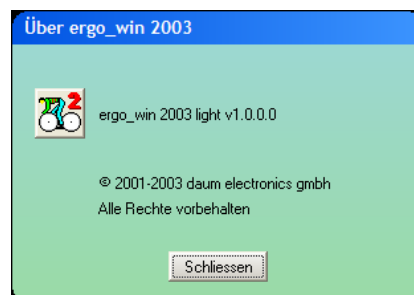 Über ergo_win 2003
2
ergo_win 2003 light v1.0.0.0
© 2001-2003 daum electronics gmbh
Alle Rechte vorbehalten
Schliessen